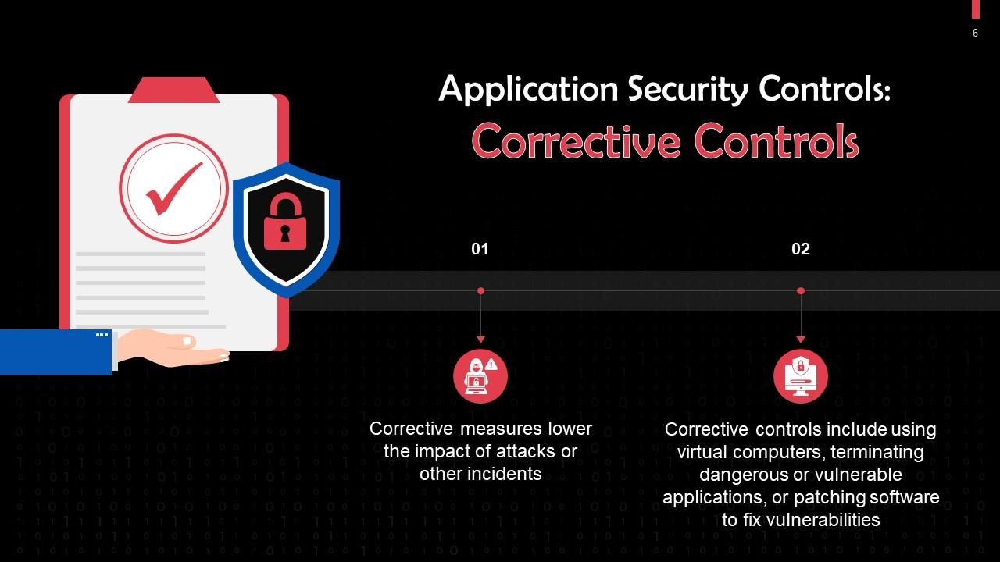 6
Application Security Controls:
Corrective Controls
01
02
Corrective measures lower
the impact of attacks or
other incidents
Corrective controls include using
virtual computers, terminating
dangerous or vulnerable
applications, or patching software
to fix vulnerabilities